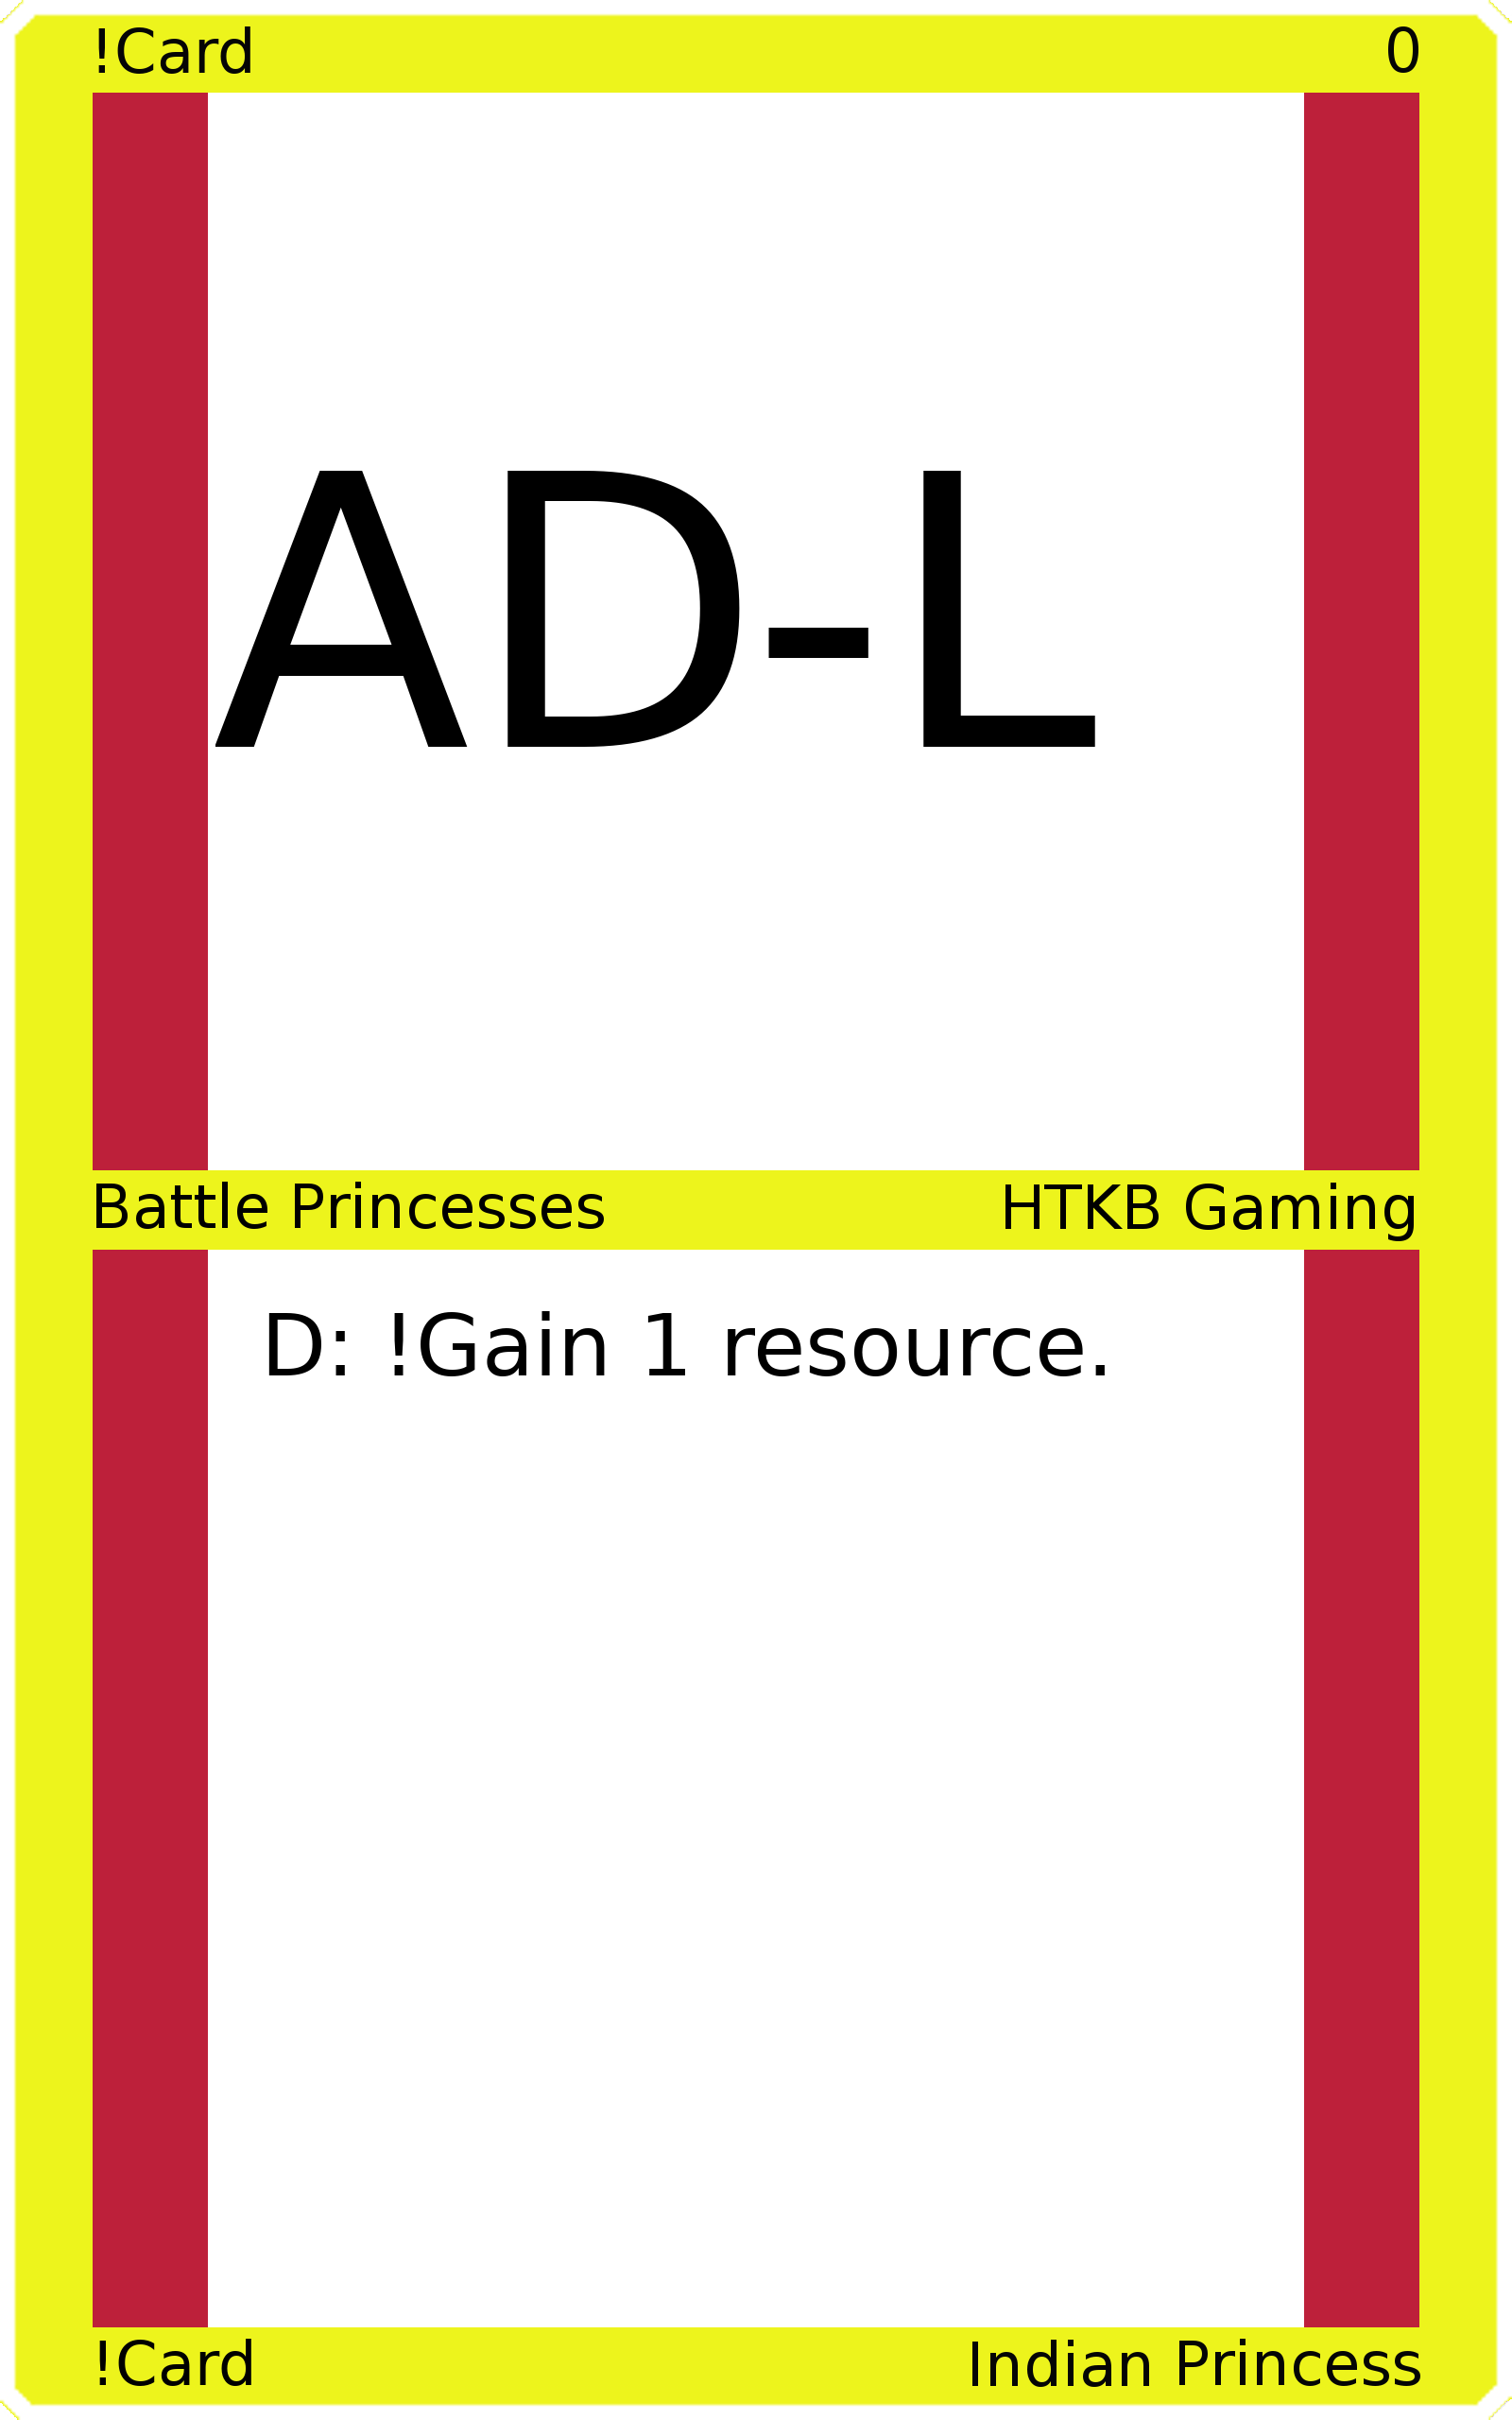 !Card 0
AD-L
Battle Princesses HTKB Gaming
D: !Gain 1 resource.
!Card Indian Princess